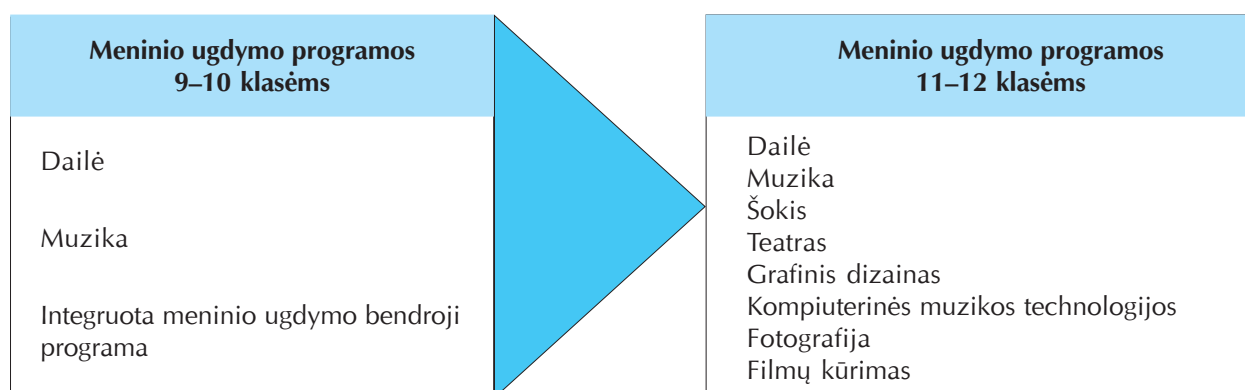 Meninio ugdymo programos
9–10 klasėms
Dailė
Muzika
Integruota meninio ugdymo bendroji
programa
Meninio ugdymo programos
11–12 klasėms
Dailė
Muzika
Šokis
Teatras
Grafinis dizainas
Kompiuterinės muzikos technologijos
Fotografija
Filmų kūrimas